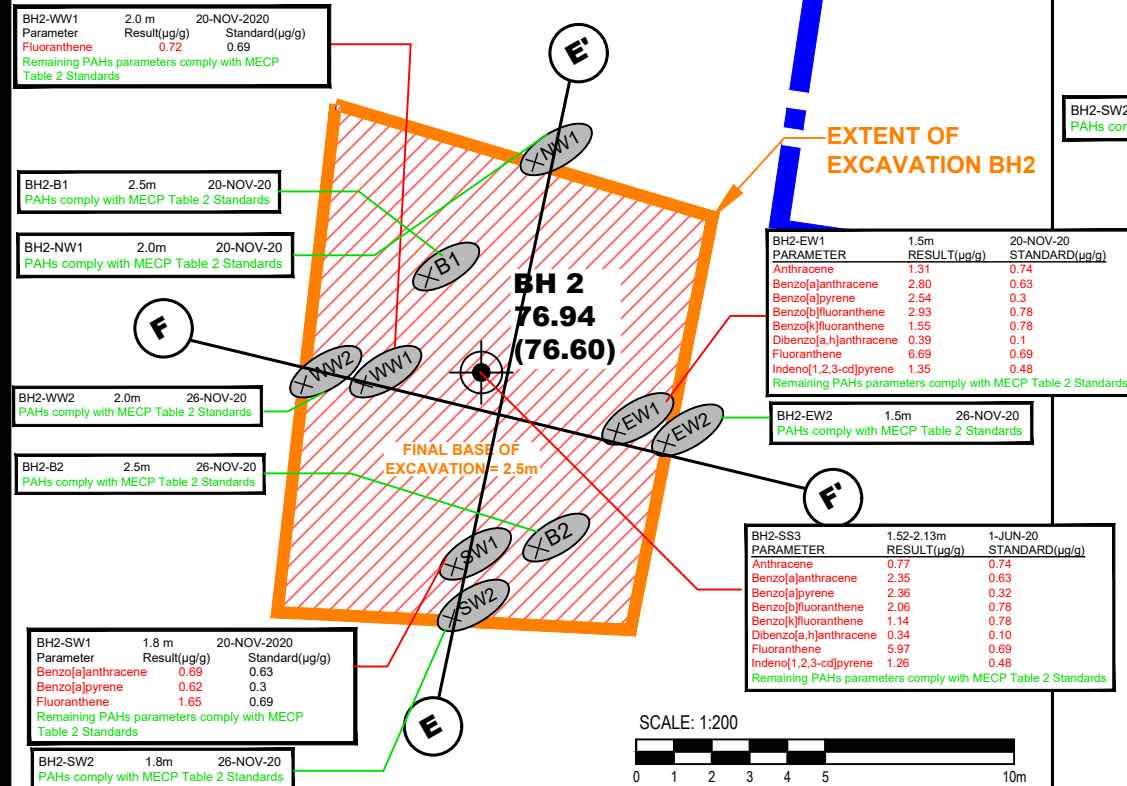 BH2-WW1 2.0 m 20-NOV-2020
Parameter Result(µg/g) Standard(µg/g)
Fluoranthene 0.72 0.69
Remaining PAHs parameters comply with MECP
Table 2 Standards
BH2-B1 2.5m 20-NOV-20
PAHs comply with MECP Table 2 Standards
BH2-NW1 2.0m 20-NOV-20
PAHs comply with MECP Table 2 Standards
BH2-WW2 2.0m 26-NOV-20
PAHs comply with MECP Table 2 Standards
BH2-B2 2.5m 26-NOV-20
PAHs comply with MECP Table 2 Standards
BH2-SW1 1.8 m 20-NOV-2020
Parameter Result(µg/g) Standard(µg/g)
Benzo[a]anthracene 0.69 0.63
Benzo[a]pyrene 0.62 0.3
Fluoranthene 1.65 0.69
Remaining PAHs parameters comply with MECP
Table 2 Standards
BH2-SW2 1.8m 26-NOV-20
PAHs comply with MECP Table 2 Standards
E'
NW1
B1
BH 2
76.94
(76.60)
F
WW2
WW1
EW1
EW2
FINAL BASE OF
EXCAVATION = 2.5m
F'
B2
SW1
SW2
E
EXTENT OF
EXCAVATION BH2
BH2-SW2
PAHs com
BH2-EW1 1.5m 20-NOV-20
PARAMETER RESULT(µg/g) STANDARD(µg/g)
Anthracene 1.31 0.74
Benzo[a]anthracene 2.80 0.63
Benzo[a]pyrene 2.54 0.3
Benzo[b]fluoranthene 2.93 0.78
Benzo[k]fluoranthene 1.55 0.78
Dibenzo[a,h]anthracene 0.39 0.1
Fluoranthene 6.69 0.69
Indeno[1,2,3-cd]pyrene 1.35 0.48
Remaining PAHs parameters comply with MECP Table 2 Standards
BH2-EW2 1.5m 26-NOV-20
PAHs comply with MECP Table 2 Standards
BH2-SS3 1.52-2.13m 1-JUN-20
PARAMETER RESULT(µg/g) STANDARD(µg/g)
Anthracene 0.77 0.74
Benzo[a]anthracene 2.35 0.63
Benzo[a]pyrene 2.36 0.32
Benzo[b]fluoranthene 2.06 0.78
Benzo[k]fluoranthene 1.14 0.78
Dibenzo[a,h]anthracene 0.34 0.10
Fluoranthene 5.97 0.69
Indeno[1,2,3-cd]pyrene 1.26 0.48
Remaining PAHs parameters comply with MECP Table 2 Standards
SCALE: 1:200
0 1 2 3 4 5 10m